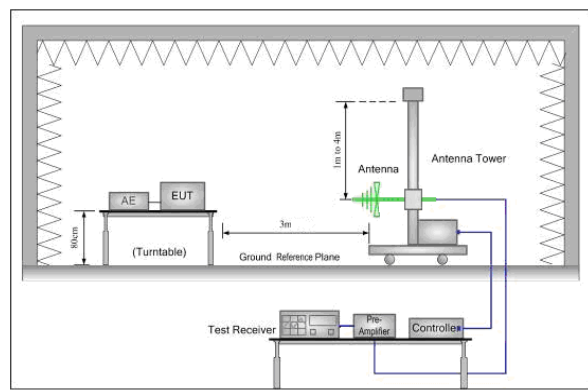 1m to 4m
Antenna
Antenna Tower
AE
EUT
80cm
(Turntable)
3m
Ground Reference Plane
Test Receiver
Pre-
Amplifier
Controller